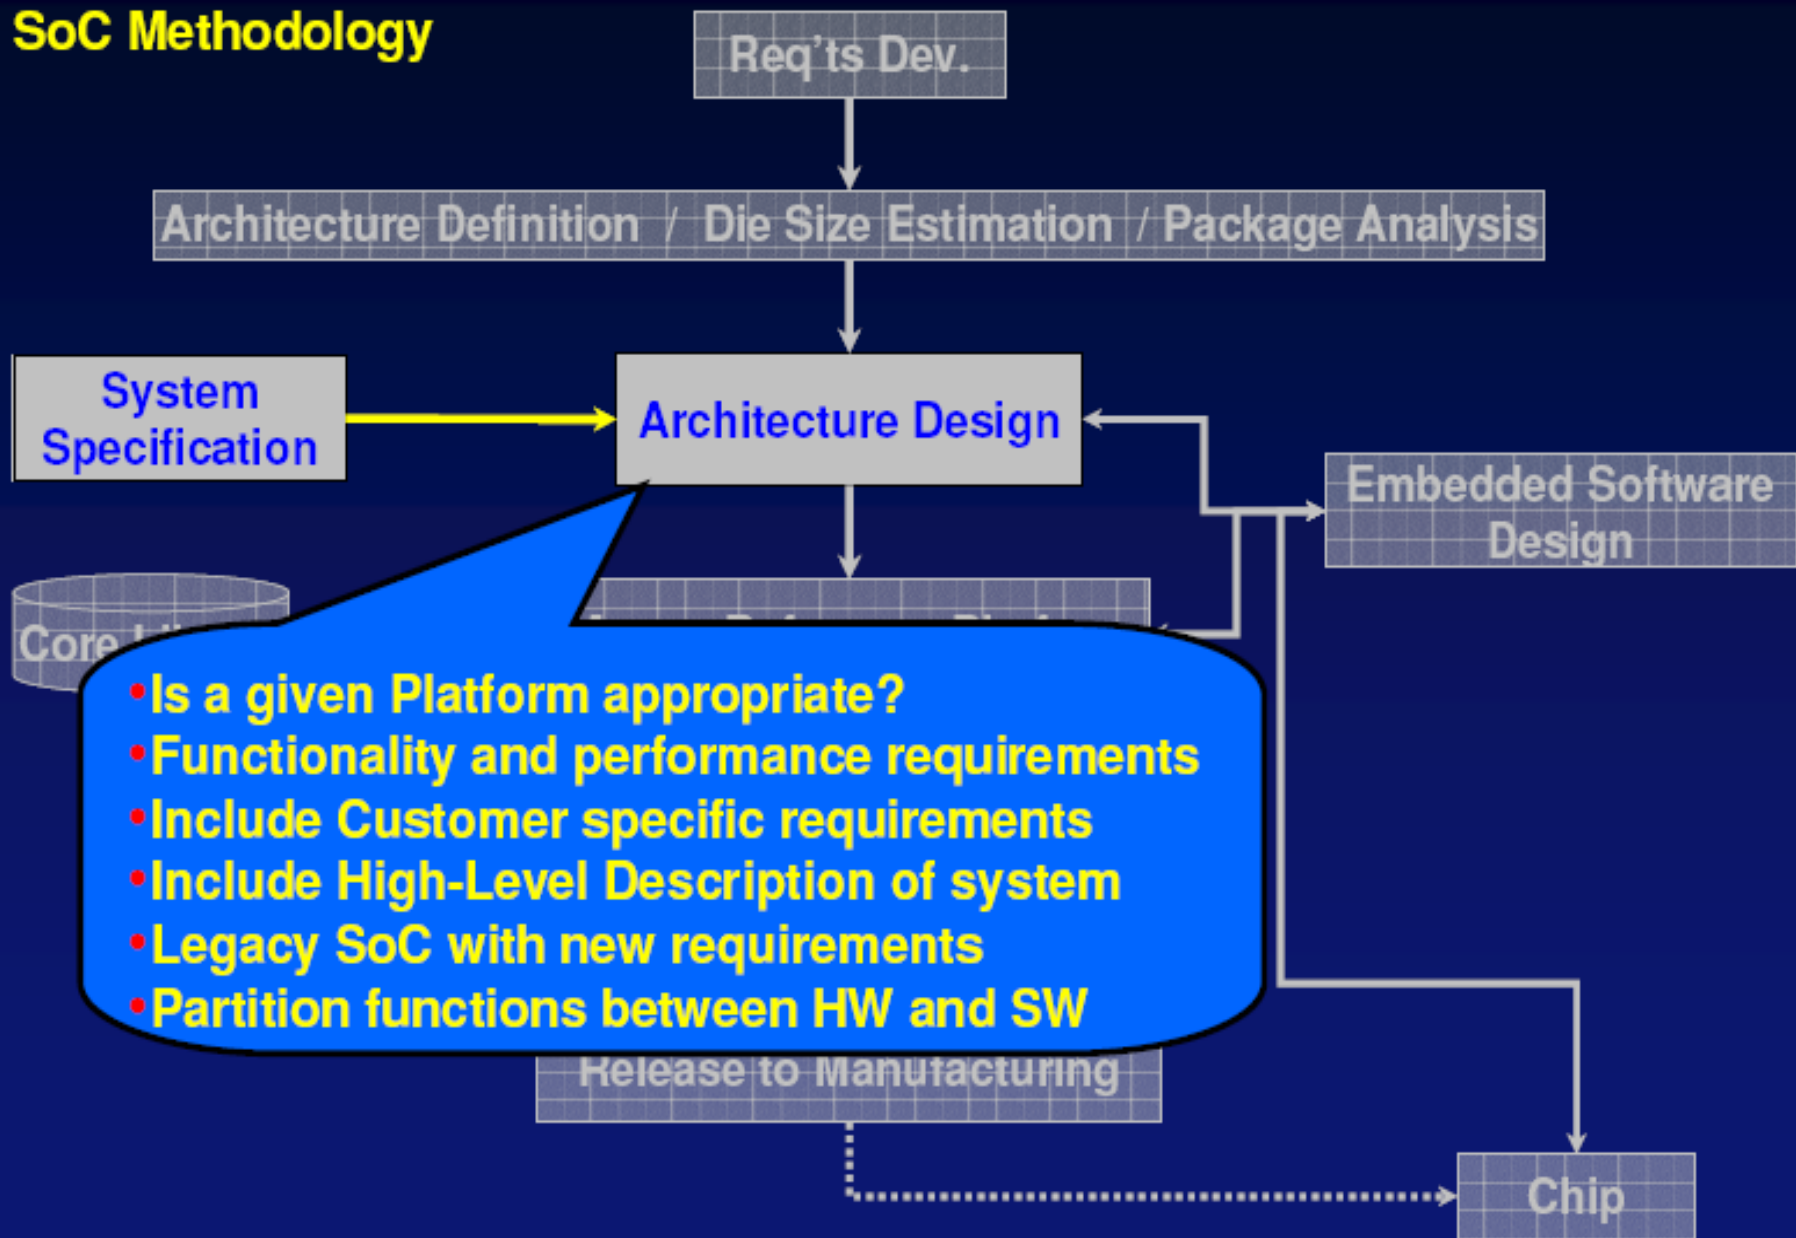 SoC Methodology
Req'ts Dev.
Architecture Definition / Die Size Estimation / Package Analysis
System
Specification
Architecture Design
Embedded Software
Design
Core
•Is a given Platform appropriate?
•Functionality and performance requirements
•Include Customer specific requirements
•Include High-Level Description of system
•Legacy SoC with new requirements
•Partition functions between HW and SW
Release to Manufacturing
Chip